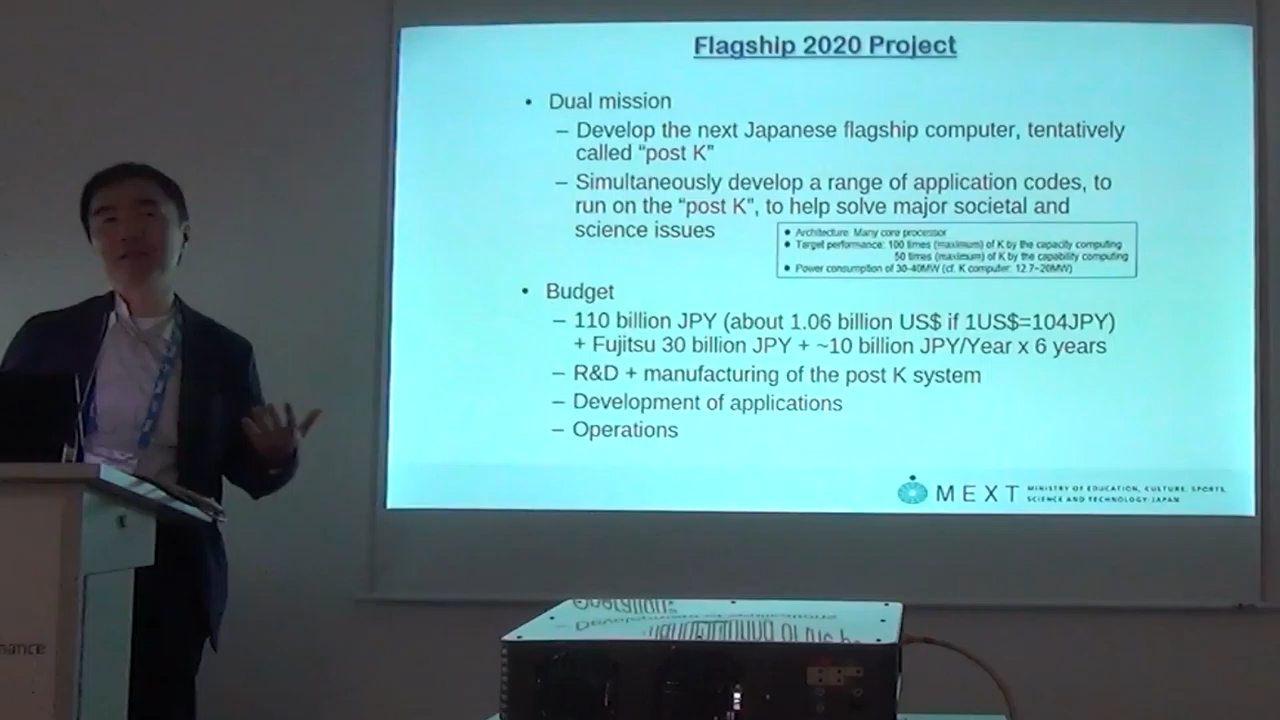 Flagship 2020 Project
• Dual mission
– Develop the next Japanese flagship computer, tentatively
called “post K”
– Simultaneously develop a range of application codes, to
run on the “post K”, to help solve major societal and
science issues
● Architecture: Many core processor
● Target performance: 100 times (maximum) of K by the capacity computing
50 times (maximum) of K by the capability computing
● Power consumption of 30-40MW (cf. K computer: 12.7~20MW)
• Budget
– 110 billion JPY (about 1.06 billion US$ if 1US$=104JPY)
+ Fujitsu 30 billion JPY + ~10 billion JPY/Year x 6 years
– R&D + manufacturing of the post K system
– Development of applications
– Operations
MEXT
MINISTRY OF EDUCATION, CULTURE, SPORTS,
SCIENCE AND TECHNOLOGY-JAPAN
mance